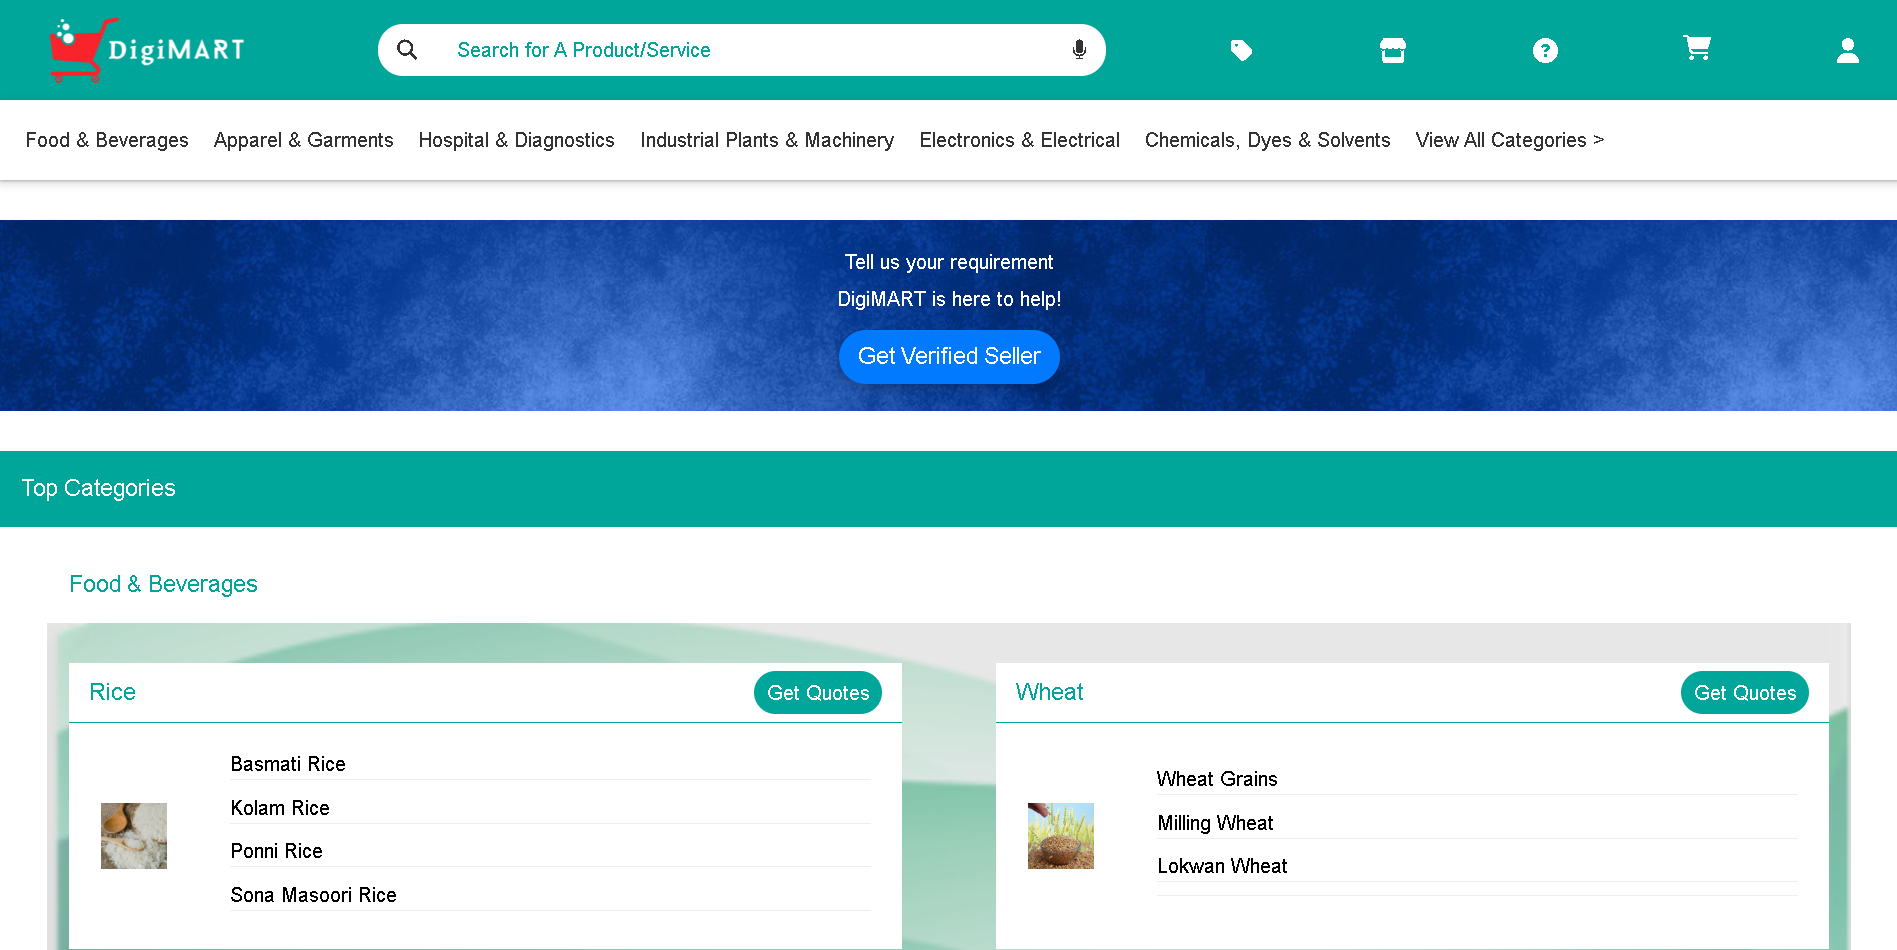 DigiMART
Search for A Product/Service
?
Food & Beverages Apparel & Garments Hospital & Diagnostics Industrial Plants & Machinery Electronics & Electrical Chemicals, Dyes & Solvents View All Categories >
Tell us your requirement
DigiMART is here to help!
Get Verified Seller
Top Categories
Food & Beverages
Rice
Get Quotes
Basmati Rice
Kolam Rice
Ponni Rice
Sona Masoori Rice
Wheat
Get Quotes
Wheat Grains
Milling Wheat
Lokwan Wheat